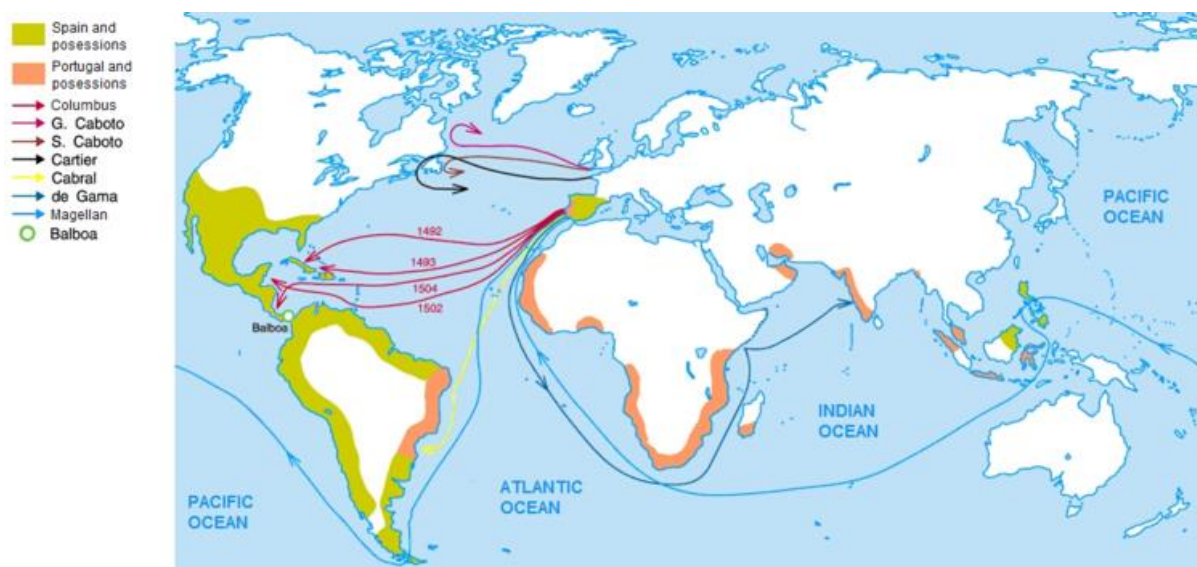 Spain and
posessions
Portugal and
posessions
Columbus
G. Caboto
S. Caboto
Cartier
Cabral
de Gama
Magellan
Balboa
1492
1493
1504
1502
Balboa
PACIFIC
OCEAN
ATLANTIC
OCEAN
INDIAN
OCEAN
PACIFIC
OCEAN